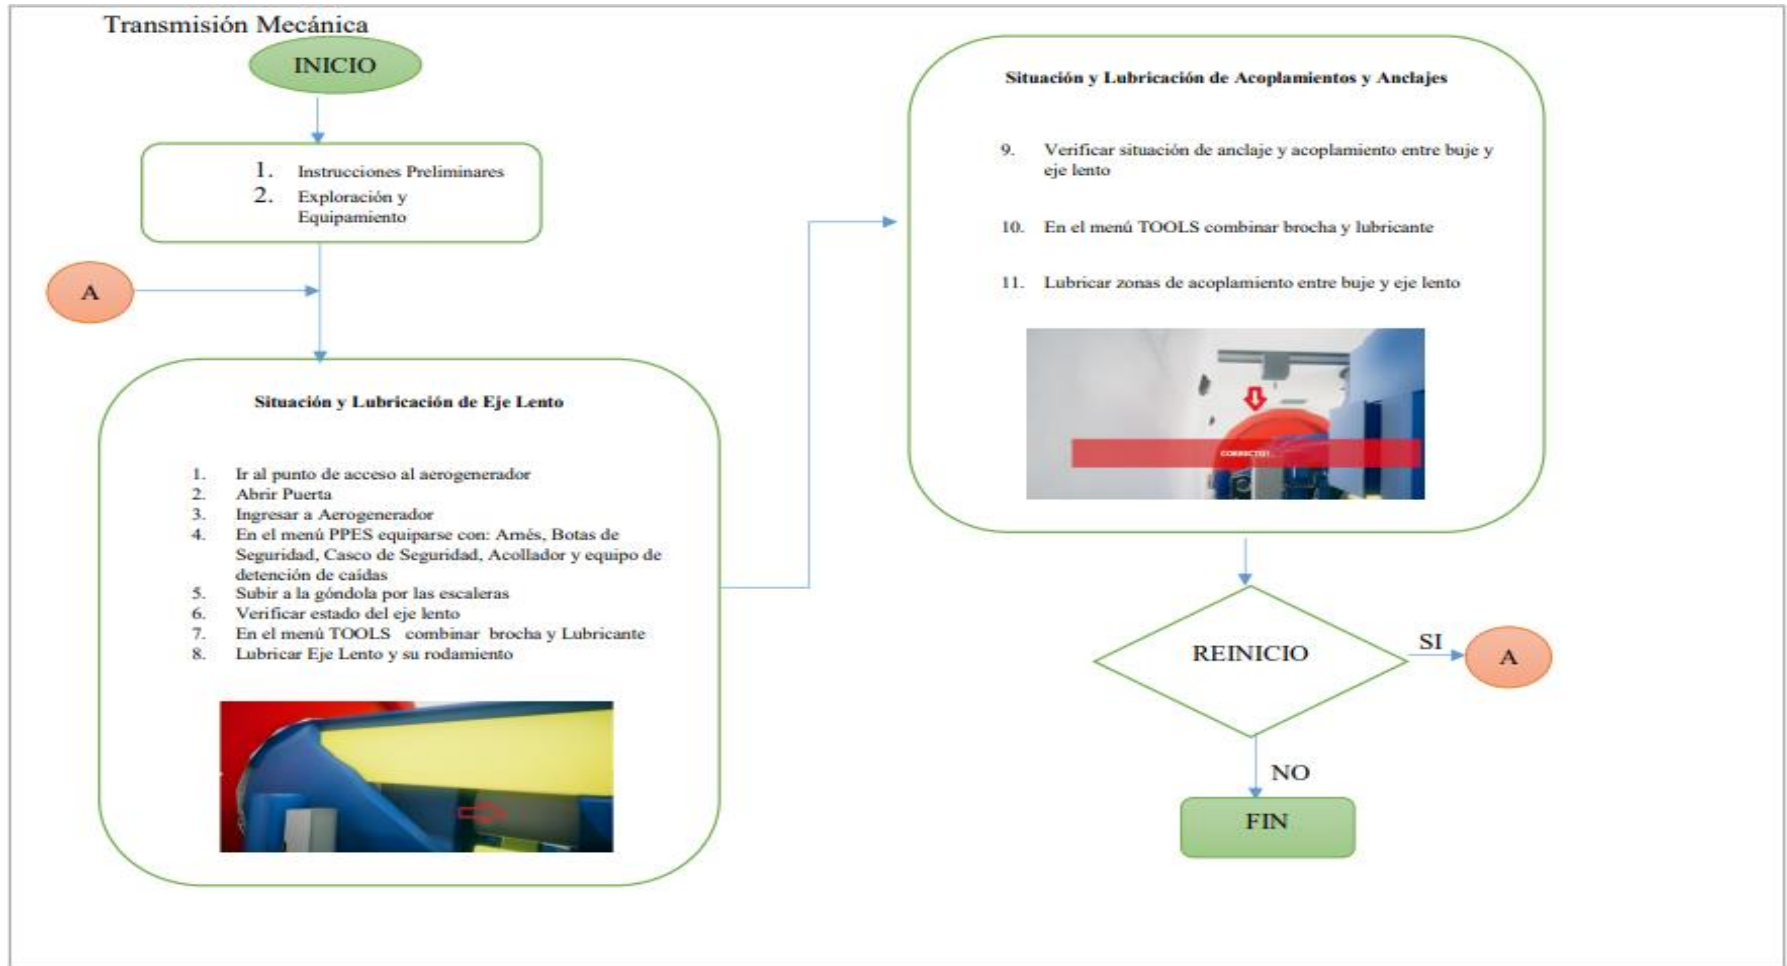 Transmisión Mecánica
INICIO
1. Instrucciones Preliminares
2. Exploración y
Equipamiento
A
Situación y Lubricación de Eje Lento
1. Ir al punto de acceso al aerogenerador
2. Abrir Puerta
3. Ingresar a Aerogenerador
4. En el menú PPES equiparse con: Arnés, Botas de
Seguridad, Casco de Seguridad, Acollador y equipo de
detención de caídas
5. Subir a la góndola por las escaleras
6. Verificar estado del eje lento
7. En el menú TOOLS combinar brocha y Lubricante
8. Lubricar Eje Lento y su rodamiento
Situación y Lubricación de Acoplamientos y Anclajes
9. Verificar situación de anclaje y acoplamiento entre buje y
eje lento
10. En el menú TOOLS combinar brocha y lubricante
11. Lubricar zonas de acoplamiento entre buje y eje lento
REINICIO
SI
A
NO
FIN